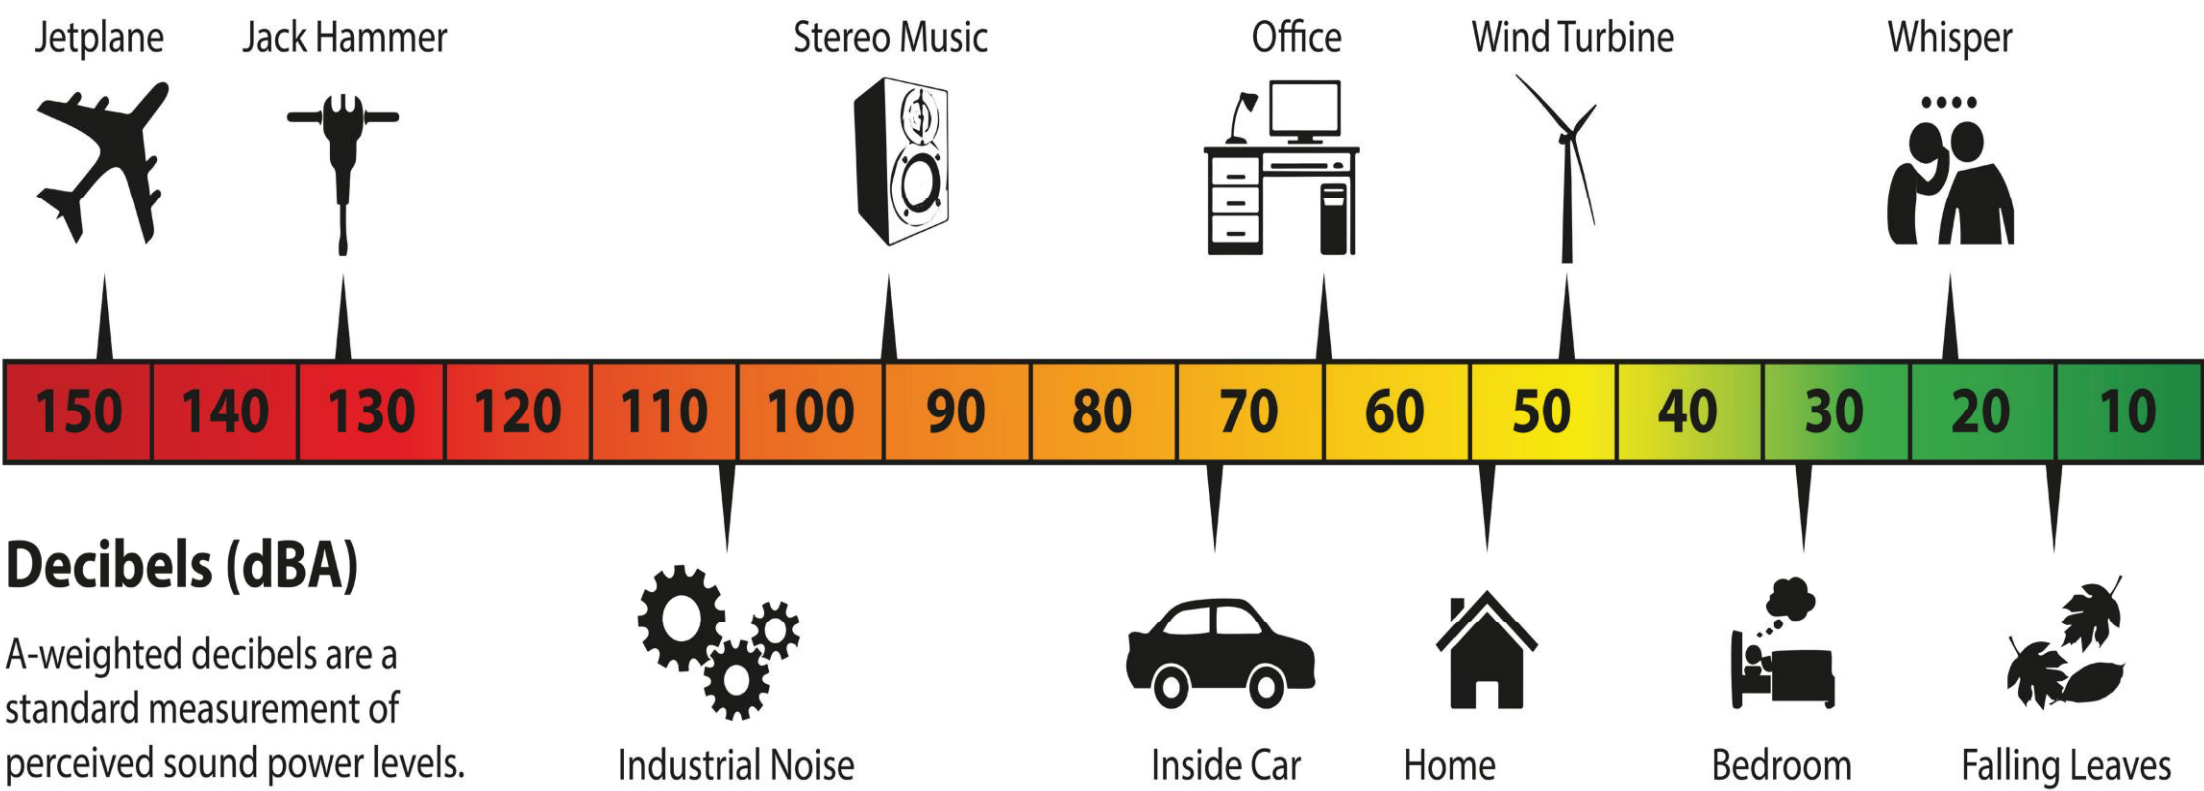 Jetplane
Jack Hammer
Stereo Music
Office
Wind Turbine
Whisper
150
140
130
120
110
100
90
80
70
60
50
40
30
20
10
Decibels (dBA)
A-weighted decibels are a
standard measurement of
perceived sound power levels.
Industrial Noise
Inside Car
Home
Bedroom
Falling Leaves